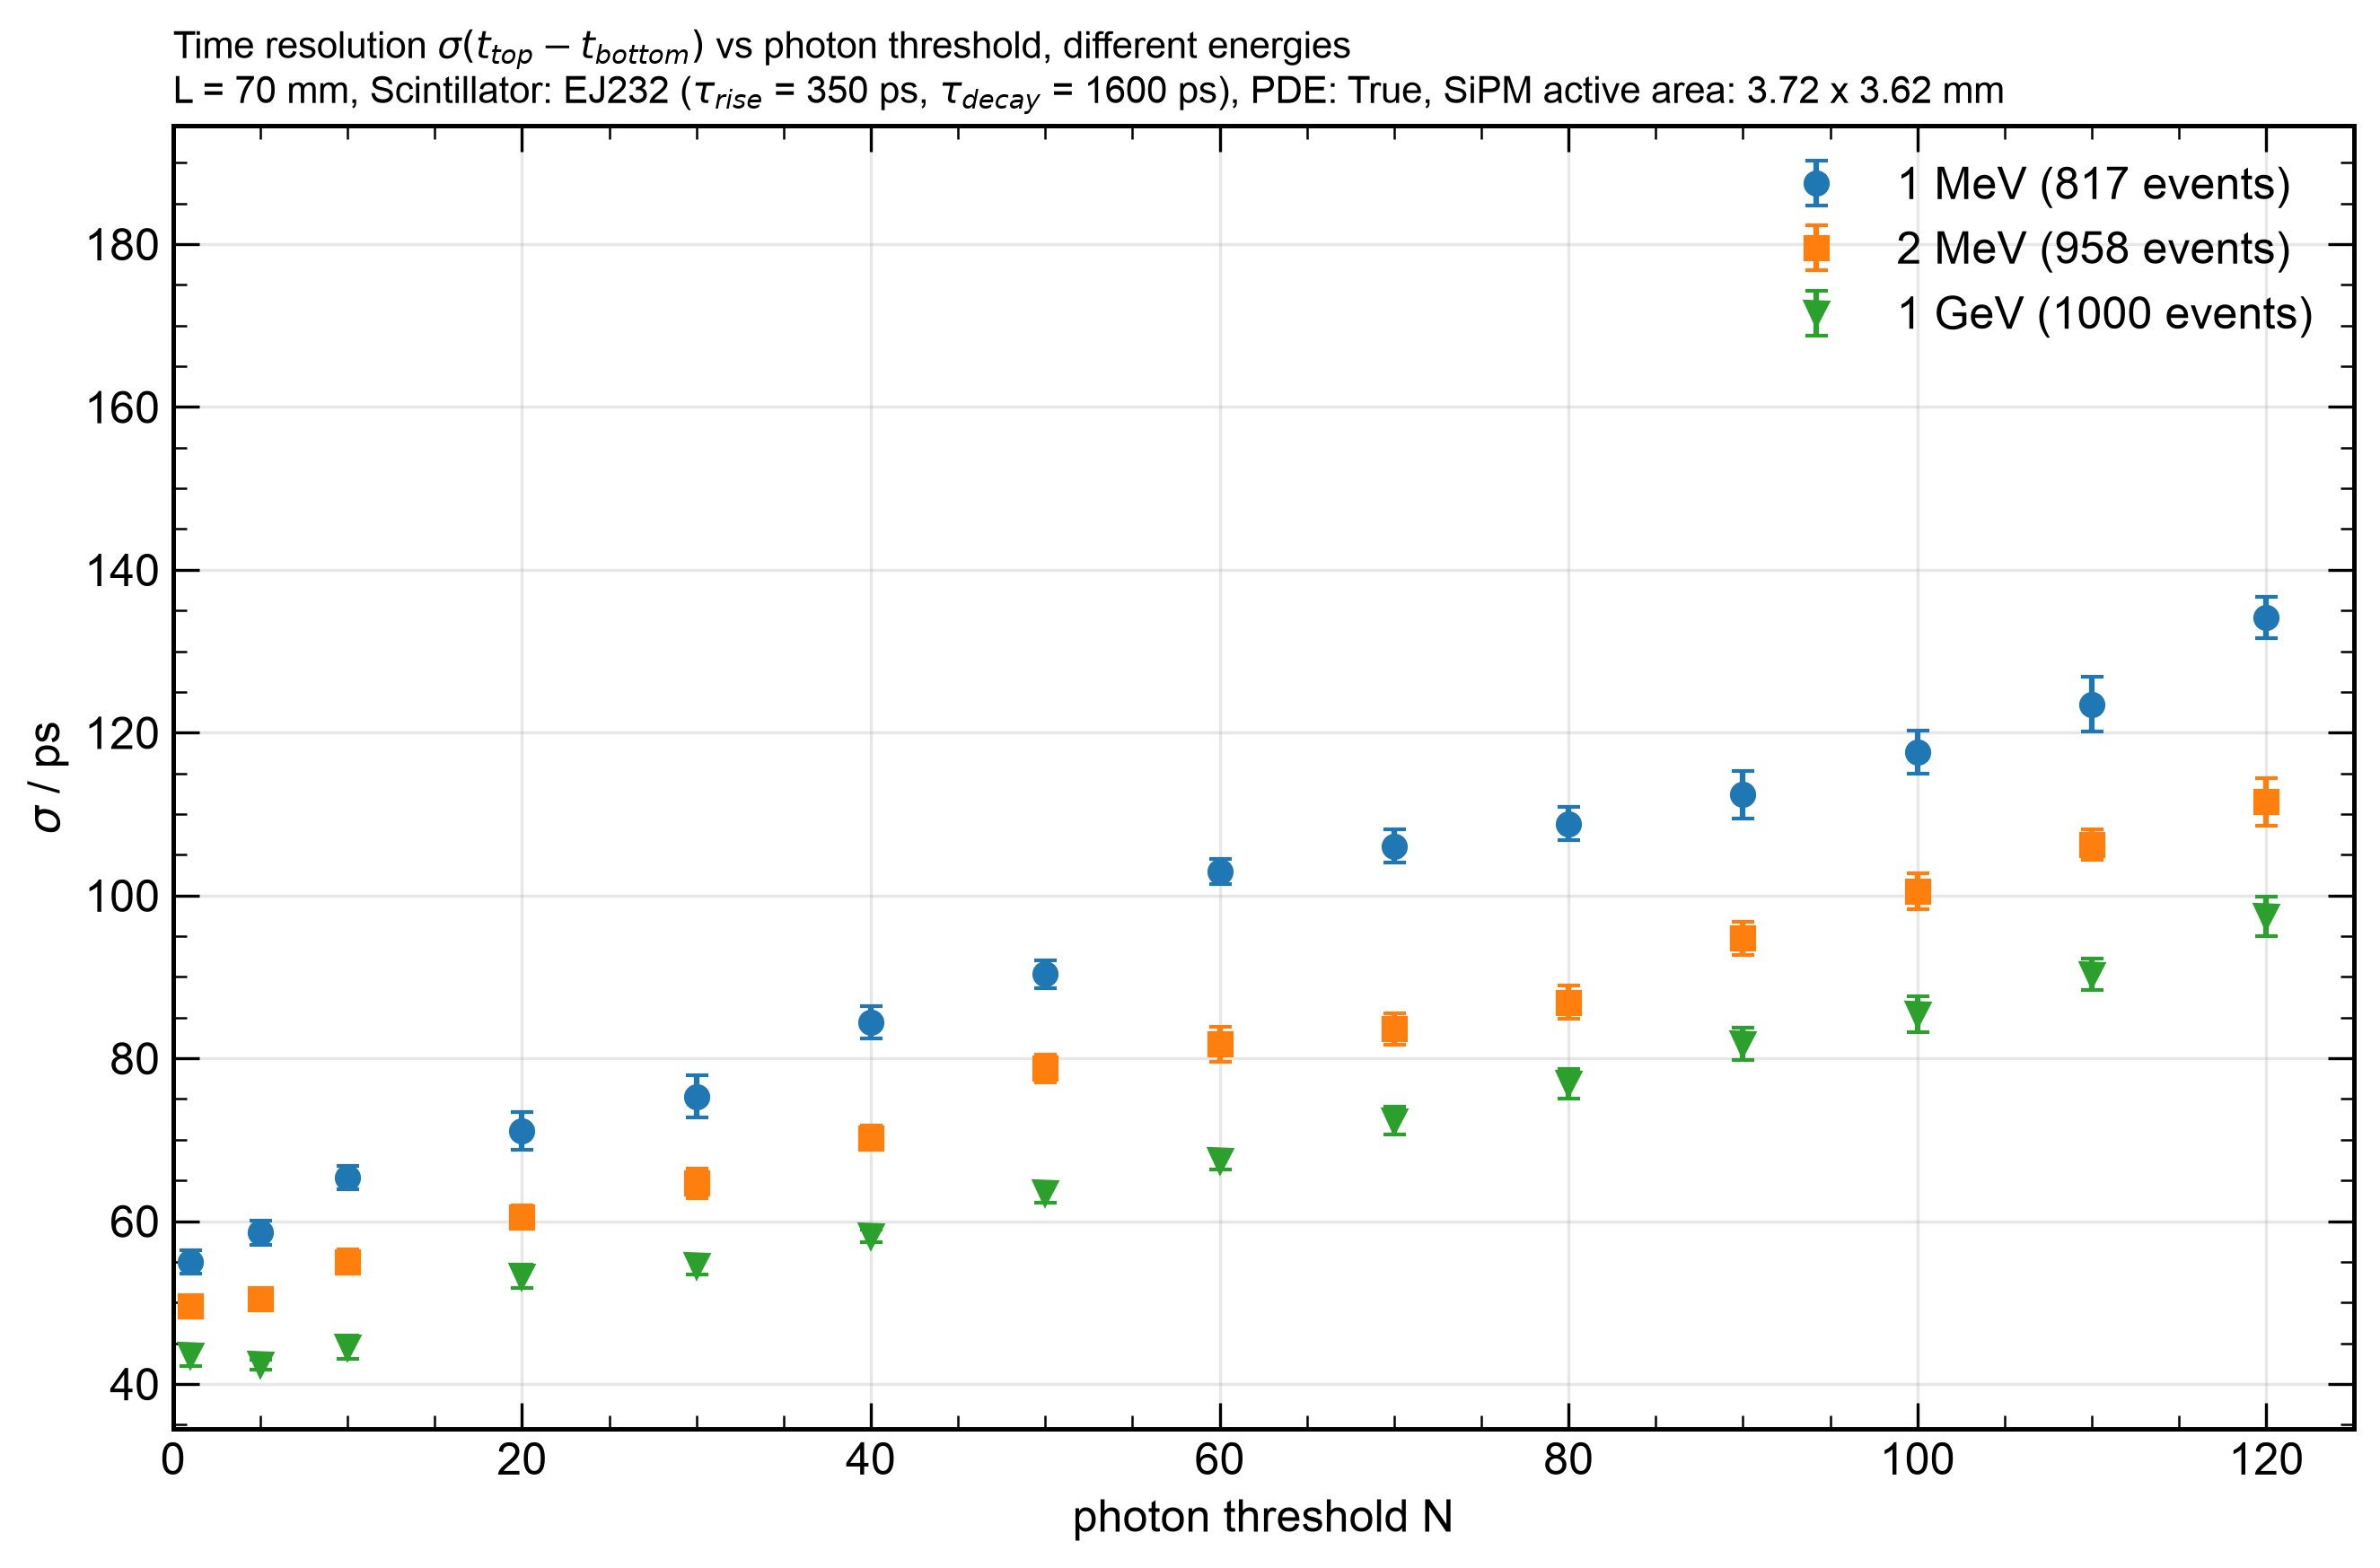 Time resolution σ(t_top − t_bottom) vs photon threshold, different energies
L = 70 mm, Scintillator: EJ232 (τ_rise = 350 ps, τ_decay = 1600 ps), PDE: True, SiPM active area: 3.72 x 3.62 mm
1 MeV (817 events)
2 MeV (958 events)
1 GeV (1000 events)
180
160
140
120
100
80
60
40
σ / ps
0 20 40 60 80 100 120
photon threshold N